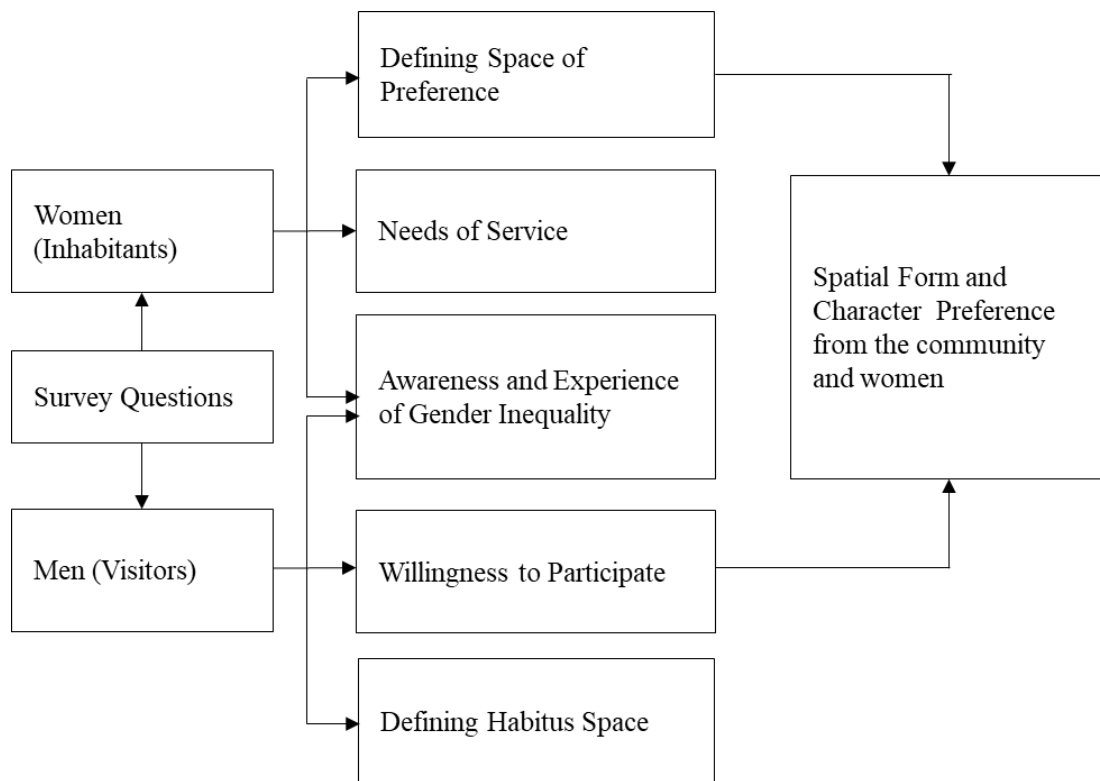 Defining Space of
Preference
Women
(Inhabitants)
Needs of Service
Survey Questions
Awareness and Experience
of Gender Inequality
Men (Visitors)
Willingness to Participate
Defining Habitus Space
Spatial Form and
Character Preference
from the community
and women